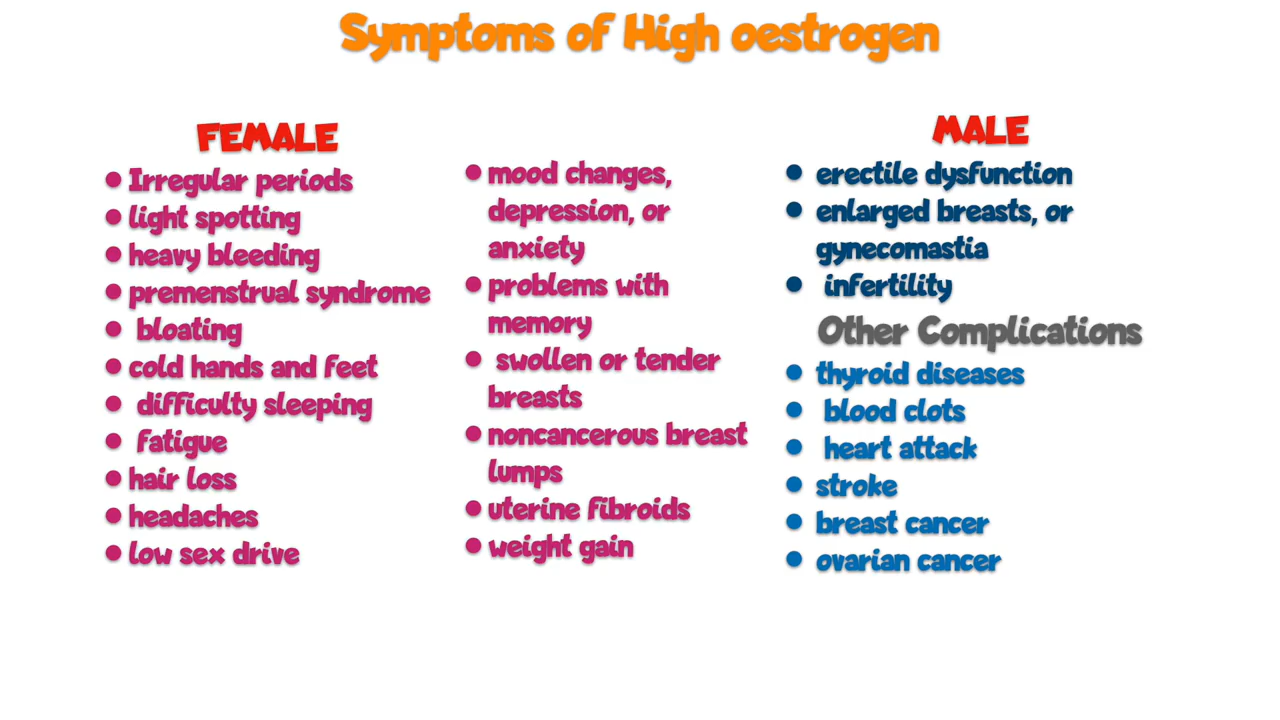 Symptoms of High oestrogen
FEMALE
• Irregular periods
• light spotting
• heavy bleeding
• premenstrual syndrome
• bloating
• cold hands and feet
• difficulty sleeping
• fatigue
• hair loss
• headaches
• low sex drive
• mood changes,
depression, or
anxiety
• problems with
memory
• swollen or tender
breasts
• noncancerous breast
lumps
• uterine fibroids
• weight gain
MALE
• erectile dysfunction
• enlarged breasts, or
gynecomastia
• infertility
Other Complications
• thyroid diseases
• blood clots
• heart attack
• stroke
• breast cancer
• ovarian cancer